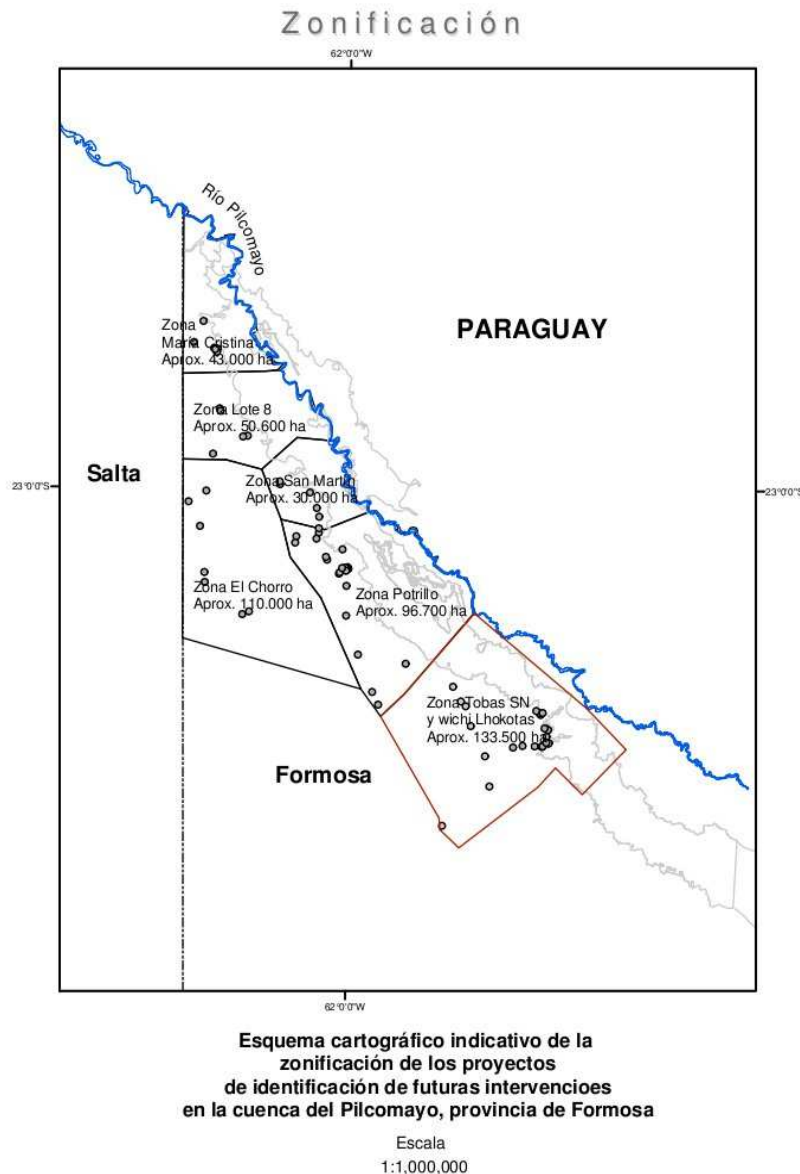 Zonificación
62°0'0"W
Río Pilcomayo
PARAGUAY
Zona
María Cristina
Aprox. 43.000 ha
Zona Lote 8
Aprox. 50.600 ha
Salta
23°0'0"S
23°0'0"S
Zona San Martín
Aprox. 30.000 ha
Zona El Chorro
Aprox. 110.000 ha
Zona Potrillo
Aprox. 96.700 ha
Zona Tobas SN
y wichi Lhokotas
Aprox. 133.500 ha
Formosa
62°0'0"W
Esquema cartográfico indicativo de la
zonificación de los proyectos
de identificación de futuras intervencioes
en la cuenca del Pilcomayo, provincia de Formosa
Escala
1:1,000,000